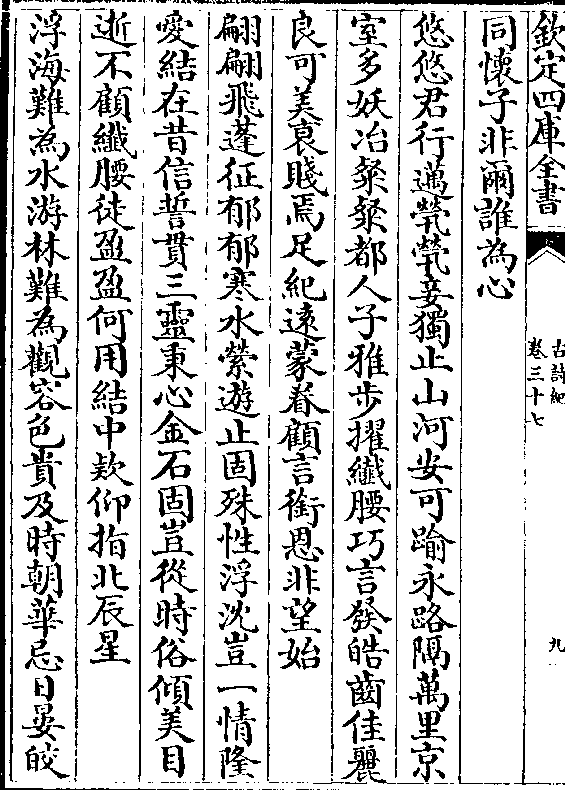 欽定四庫全書
古詩紀
卷三十七
九
同懷子非爾誰為心
悠悠君行邁煢煢妾獨止山河安可踰永路隔萬里京
室多妖冶粲粲都人子雅步擢纖腰巧言發皓齒佳麗
良可美衰賤焉足紀遠蒙眷顧言銜恩非望始
翩翩飛蓬征郁郁寒水縈遊止固殊性浮沈豈一情隆
愛結在昔信誓貫三靈秉心金石固豈從時俗傾美目
逝不顧纖腰徒盈盈何用結中欵仰指北辰星
浮海難為水游林難為觀容色貴及時朝華忌日晏皎